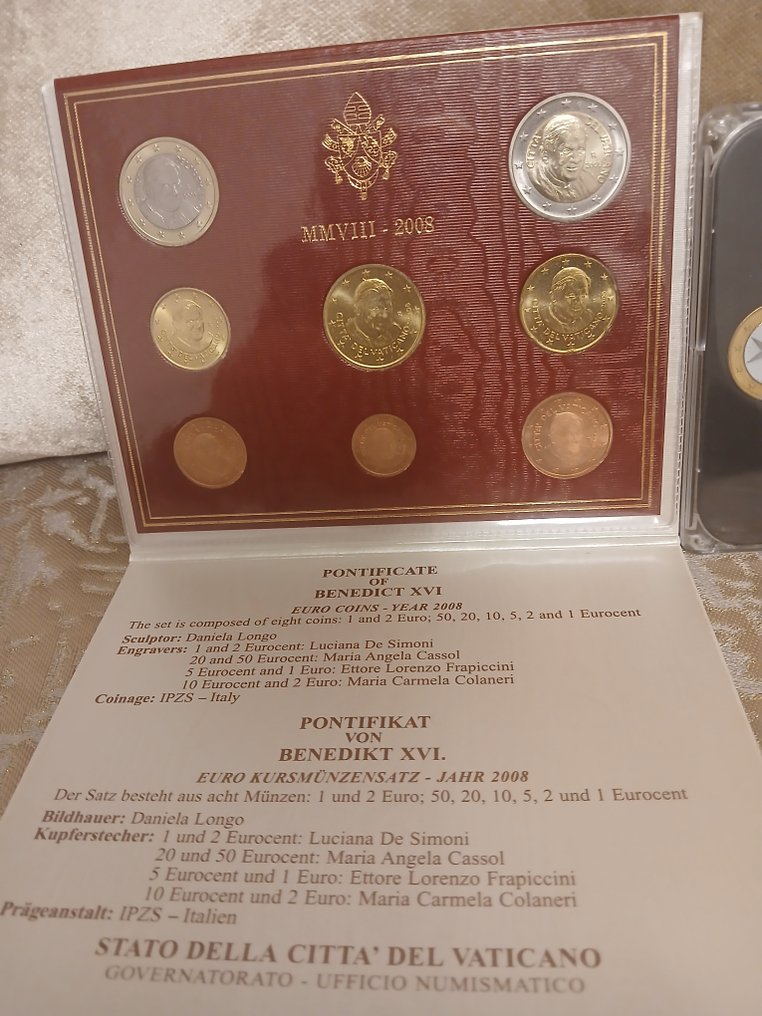 MMVIII - 2008
CITTA' DEL VATICANO
CITTA' DEL VATICANO
PONTIFICATE
OF
BENEDICT XVI
EURO COINS - YEAR 2008
The set is composed of eight coins: 1 and 2 Euro; 50, 20, 10, 5, 2 and 1 Eurocent
Sculptor: Daniela Longo
Engravers: 1 and 2 Eurocent: Luciana De Simoni
20 and 50 Eurocent: Maria Angela Cassol
5 Eurocent and 1 Euro: Ettore Lorenzo Frapiccini
10 Eurocent and 2 Euro: Maria Carmela Colaneri
Coinage: IPZS – Italy
PONTIFIKAT
VON
BENEDIKT XVI.
EURO KURSMÜNZENSATZ - JAHR 2008
Der Satz besteht aus acht Münzen: 1 und 2 Euro; 50, 20, 10, 5, 2 und 1 Eurocent
Bildhauer: Daniela Longo
Kupferstecher: 1 und 2 Eurocent: Luciana De Simoni
20 und 50 Eurocent: Maria Angela Cassol
5 Eurocent und 1 Euro: Ettore Lorenzo Frapiccini
10 Eurocent und 2 Euro: Maria Carmela Colaneri
Prägeanstalt: IPZS – Italien
STATO DELLA CITTA' DEL VATICANO
GOVERNATORATO - UFFICIO NUMISMATICO